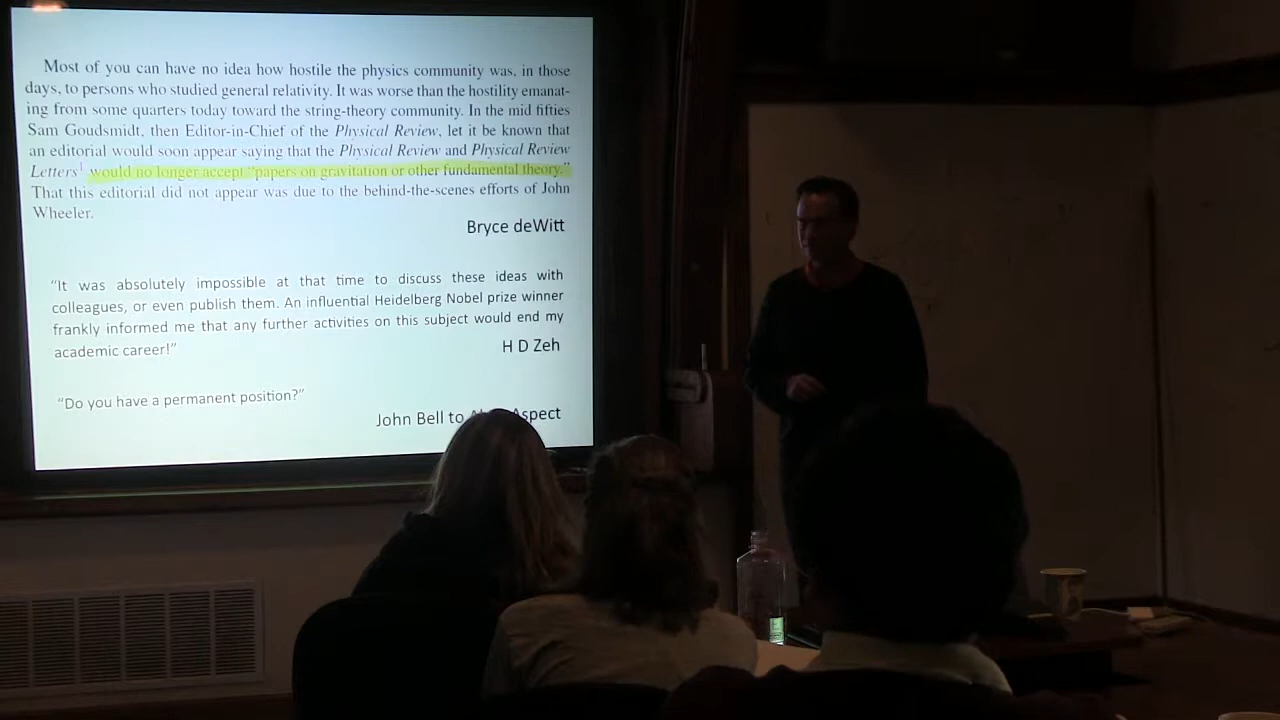 Most of you can have no idea how hostile the physics community was, in those
days, to persons who studied general relativity. It was worse than the hostility emanat-
ing from some quarters today toward the string-theory community. In the mid fifties
Sam Goudsmidt, then Editor-in-Chief of the Physical Review, let it be known that
an editorial would soon appear saying that the Physical Review and Physical Review
Letters¹ would no longer accept “papers on gravitation or other fundamental theory.”
That this editorial did not appear was due to the behind-the-scenes efforts of John
Wheeler.
Bryce deWitt
“It was absolutely impossible at that time to discuss these ideas with
colleagues, or even publish them. An influential Heidelberg Nobel prize winner
frankly informed me that any further activities on this subject would end my
academic career!”
H D Zeh
“Do you have a permanent position?”
John Bell to Aspect